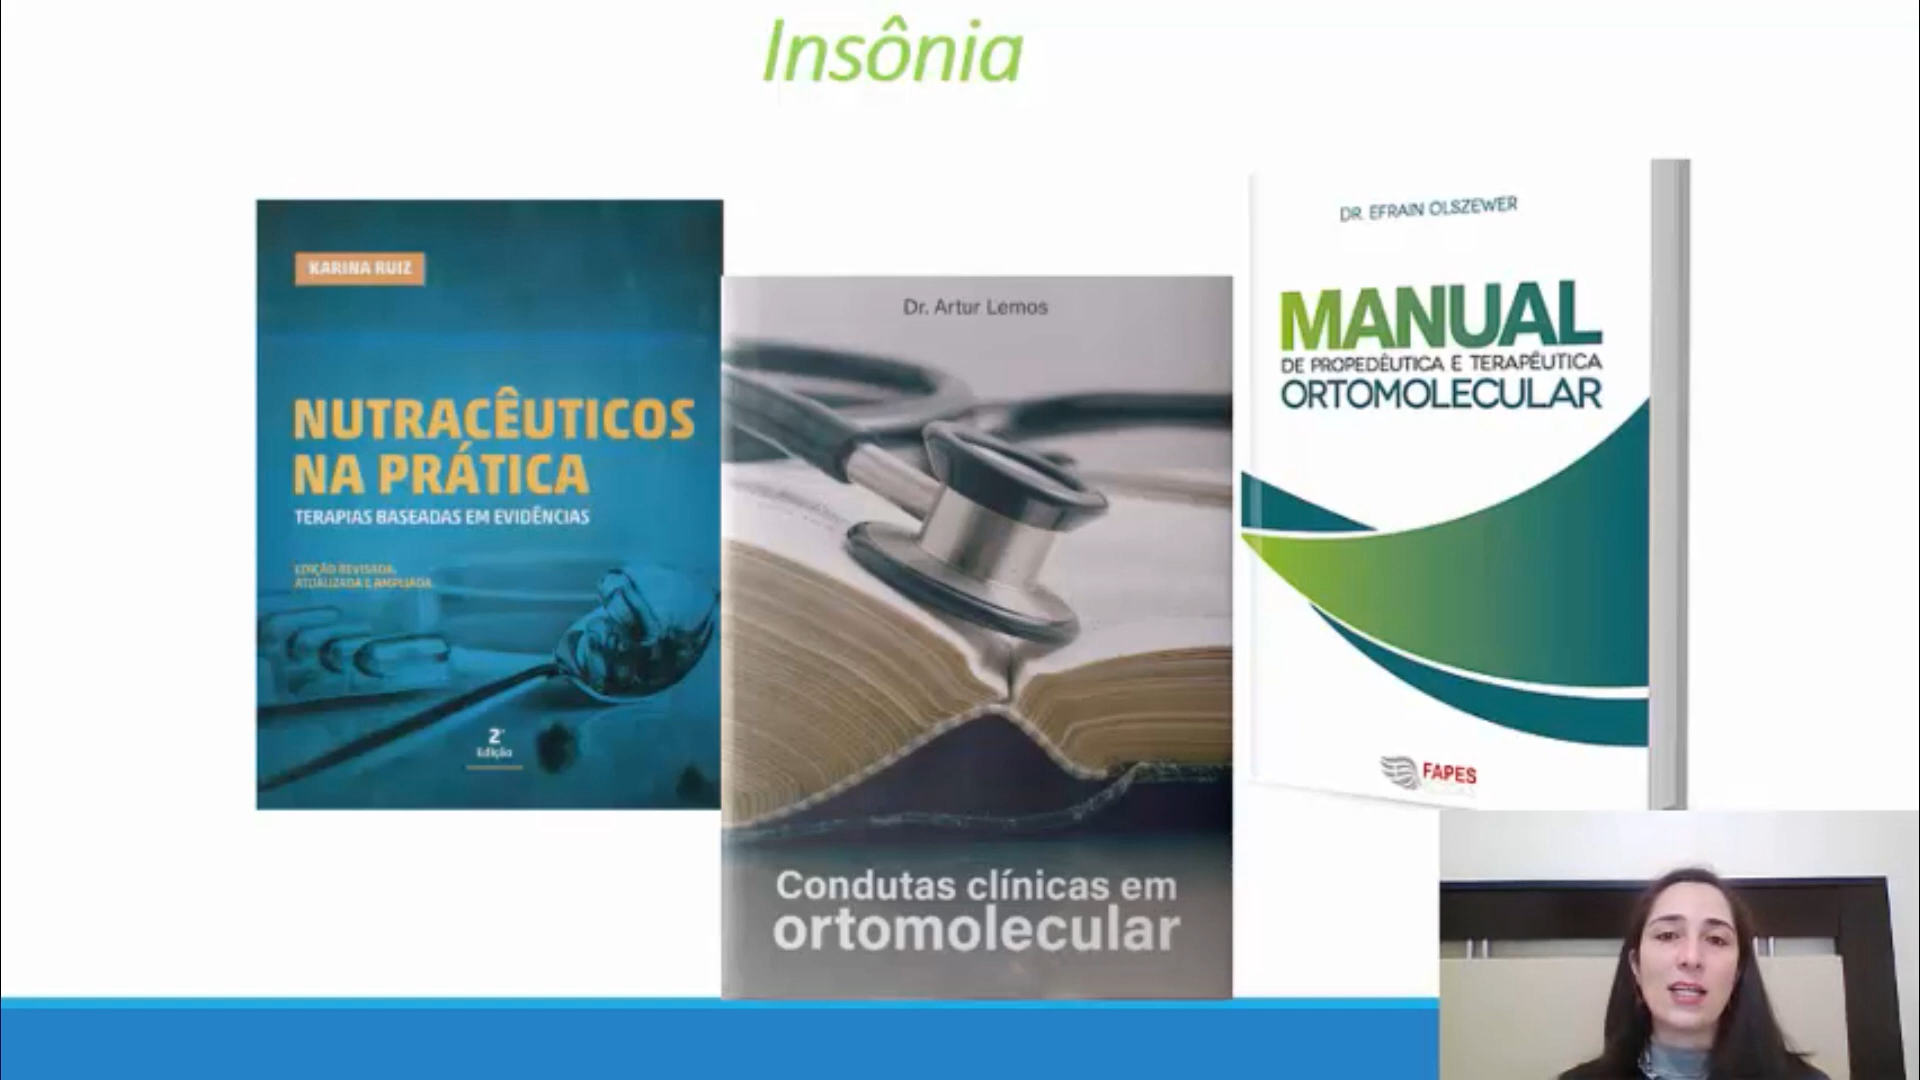 Insônia
KARINA RUIZ
NUTRACÊUTICOS
NA PRÁTICA
TERAPIAS BASEADAS EM EVIDÊNCIAS
EDIÇÃO REVISADA,
ATUALIZADA E AMPLIADA
2ª
Edição
Dr. Artur Lemos
Condutas clínicas em
ortomolecular
DR. EFRAIN OLSZEWER
MANUAL
DE PROPEDÊUTICA E TERAPÊUTICA
ORTOMOLECULAR
FAPES